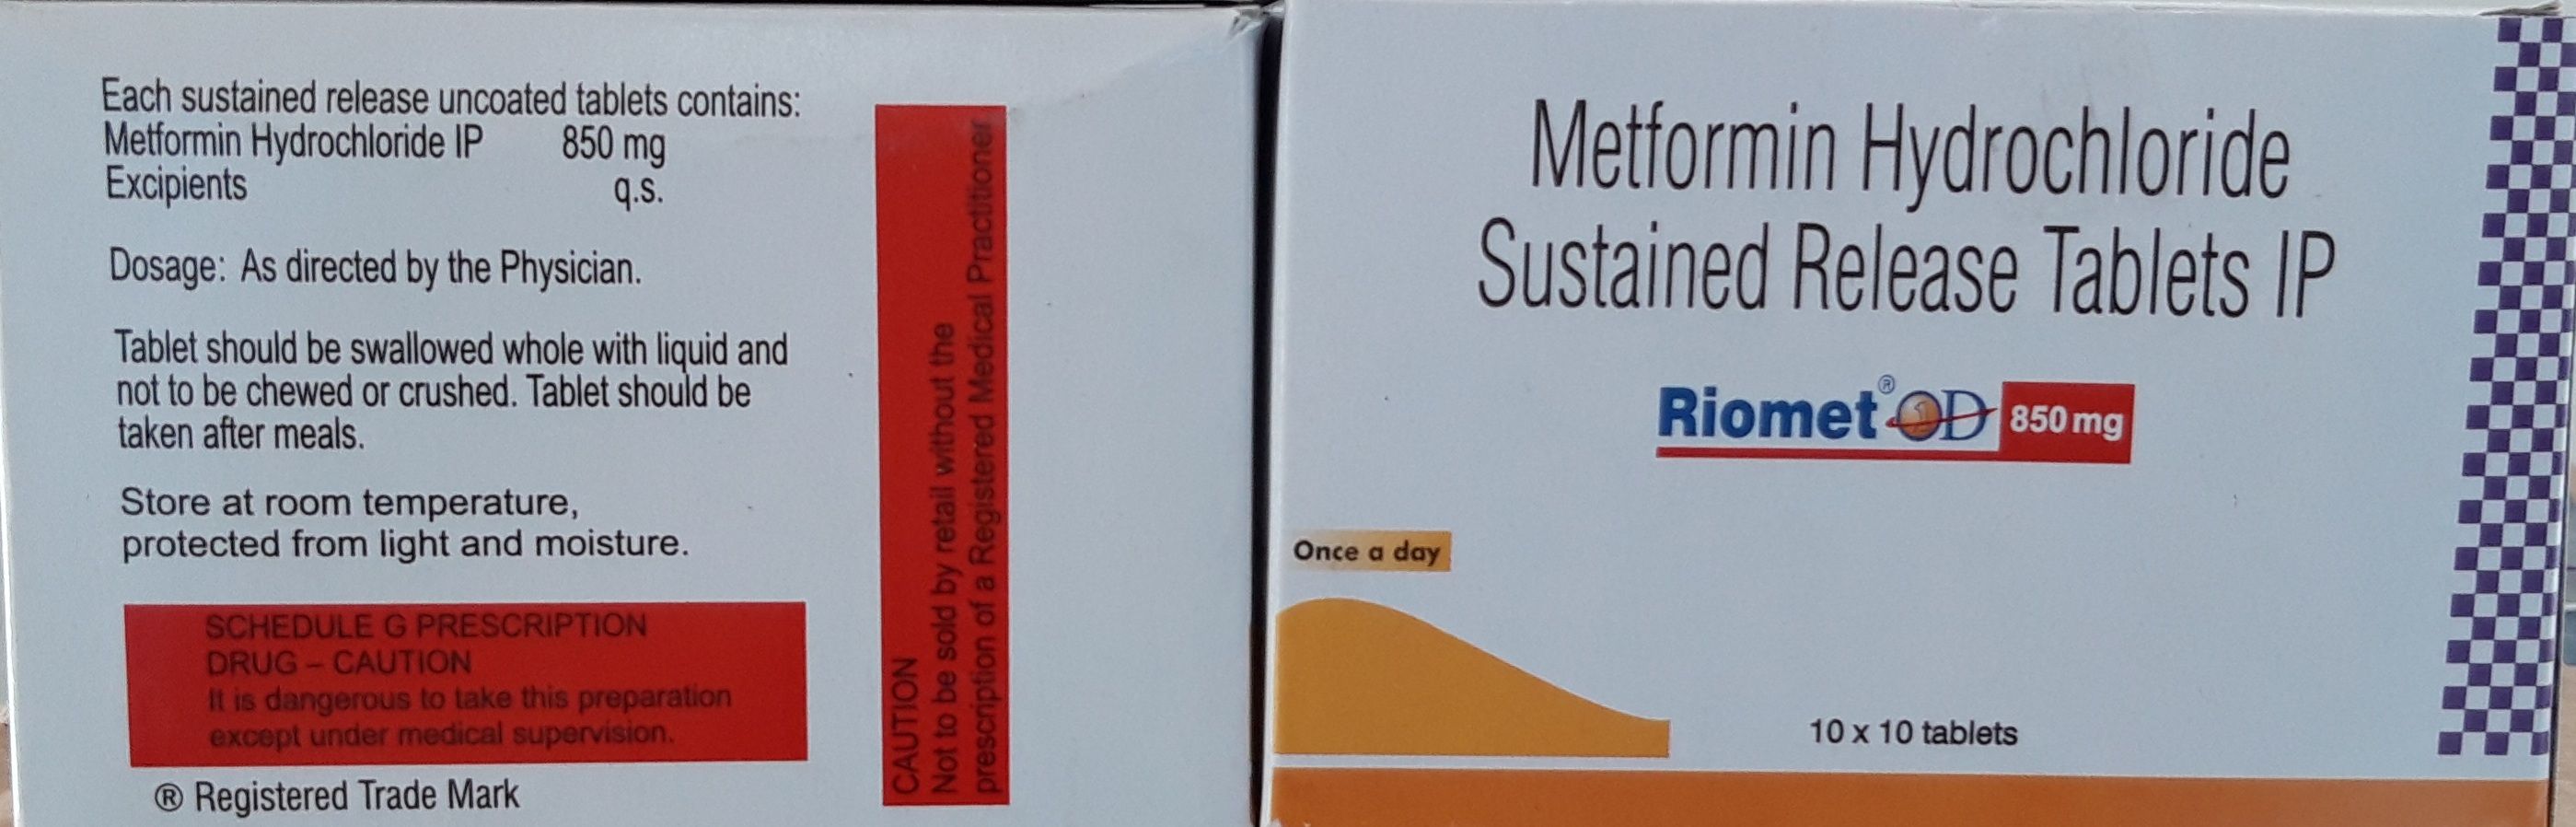 Each sustained release uncoated tablets contains:
Metformin Hydrochloride IP 850 mg
Excipients q.s.
Dosage: As directed by the Physician.
Tablet should be swallowed whole with liquid and
not to be chewed or crushed. Tablet should be
taken after meals.
Store at room temperature,
protected from light and moisture.
SCHEDULE G PRESCRIPTION
DRUG – CAUTION
It is dangerous to take this preparation
except under medical supervision.
® Registered Trade Mark
CAUTION
Not to be sold by retail without the
prescription of a Registered Medical Practitioner
Metformin Hydrochloride
Sustained Release Tablets IP
Riomet® OD 850 mg
Once a day
10 x 10 tablets